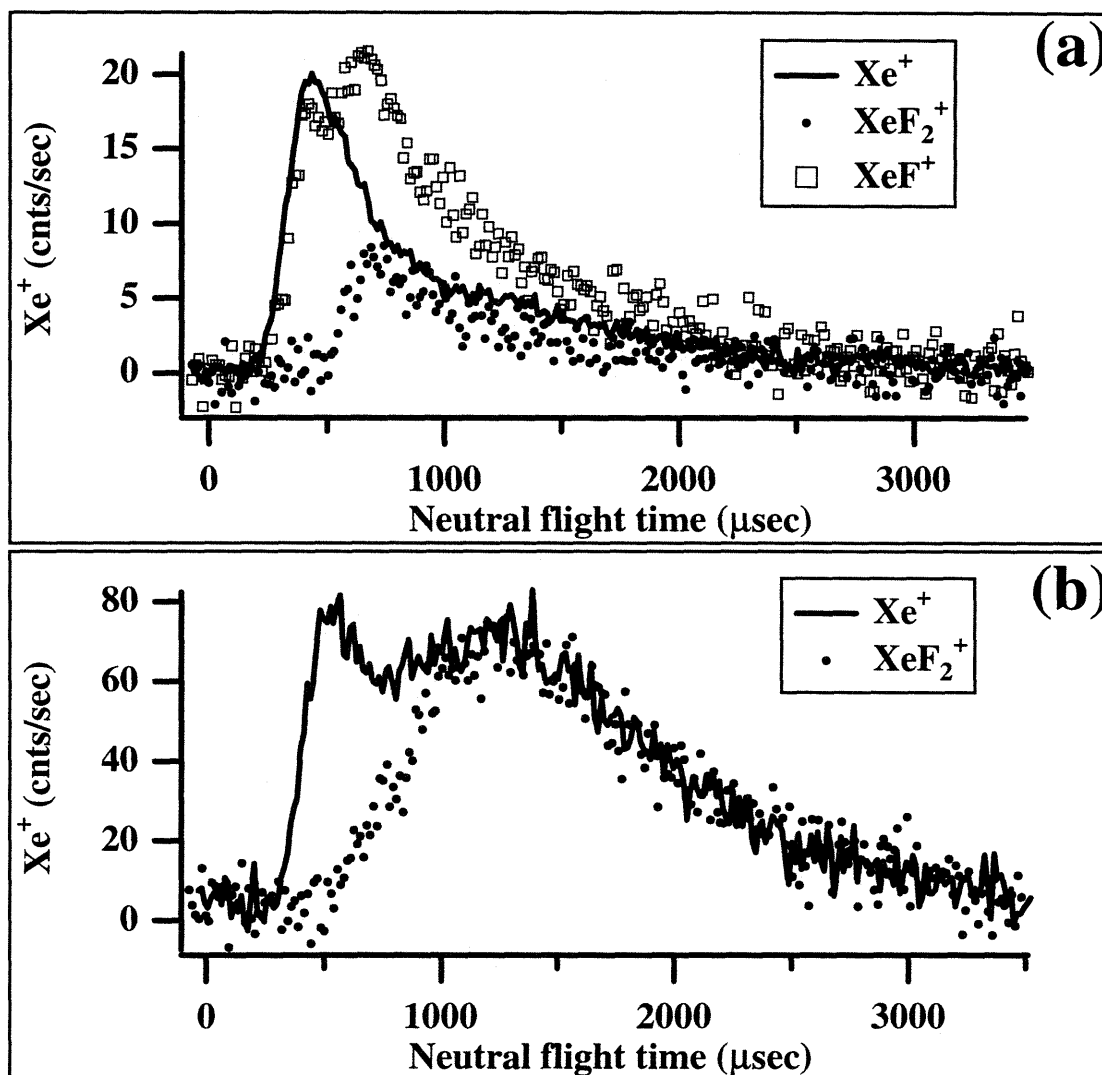 (a)
Xe⁺
XeF₂⁺
XeF⁺
20
15
10
5
0
Xe⁺ (cnts/sec)
0 1000 2000 3000
Neutral flight time (μsec)
(b)
Xe⁺
XeF₂⁺
80
60
40
20
0
Xe⁺ (cnts/sec)
0 1000 2000 3000
Neutral flight time (μsec)